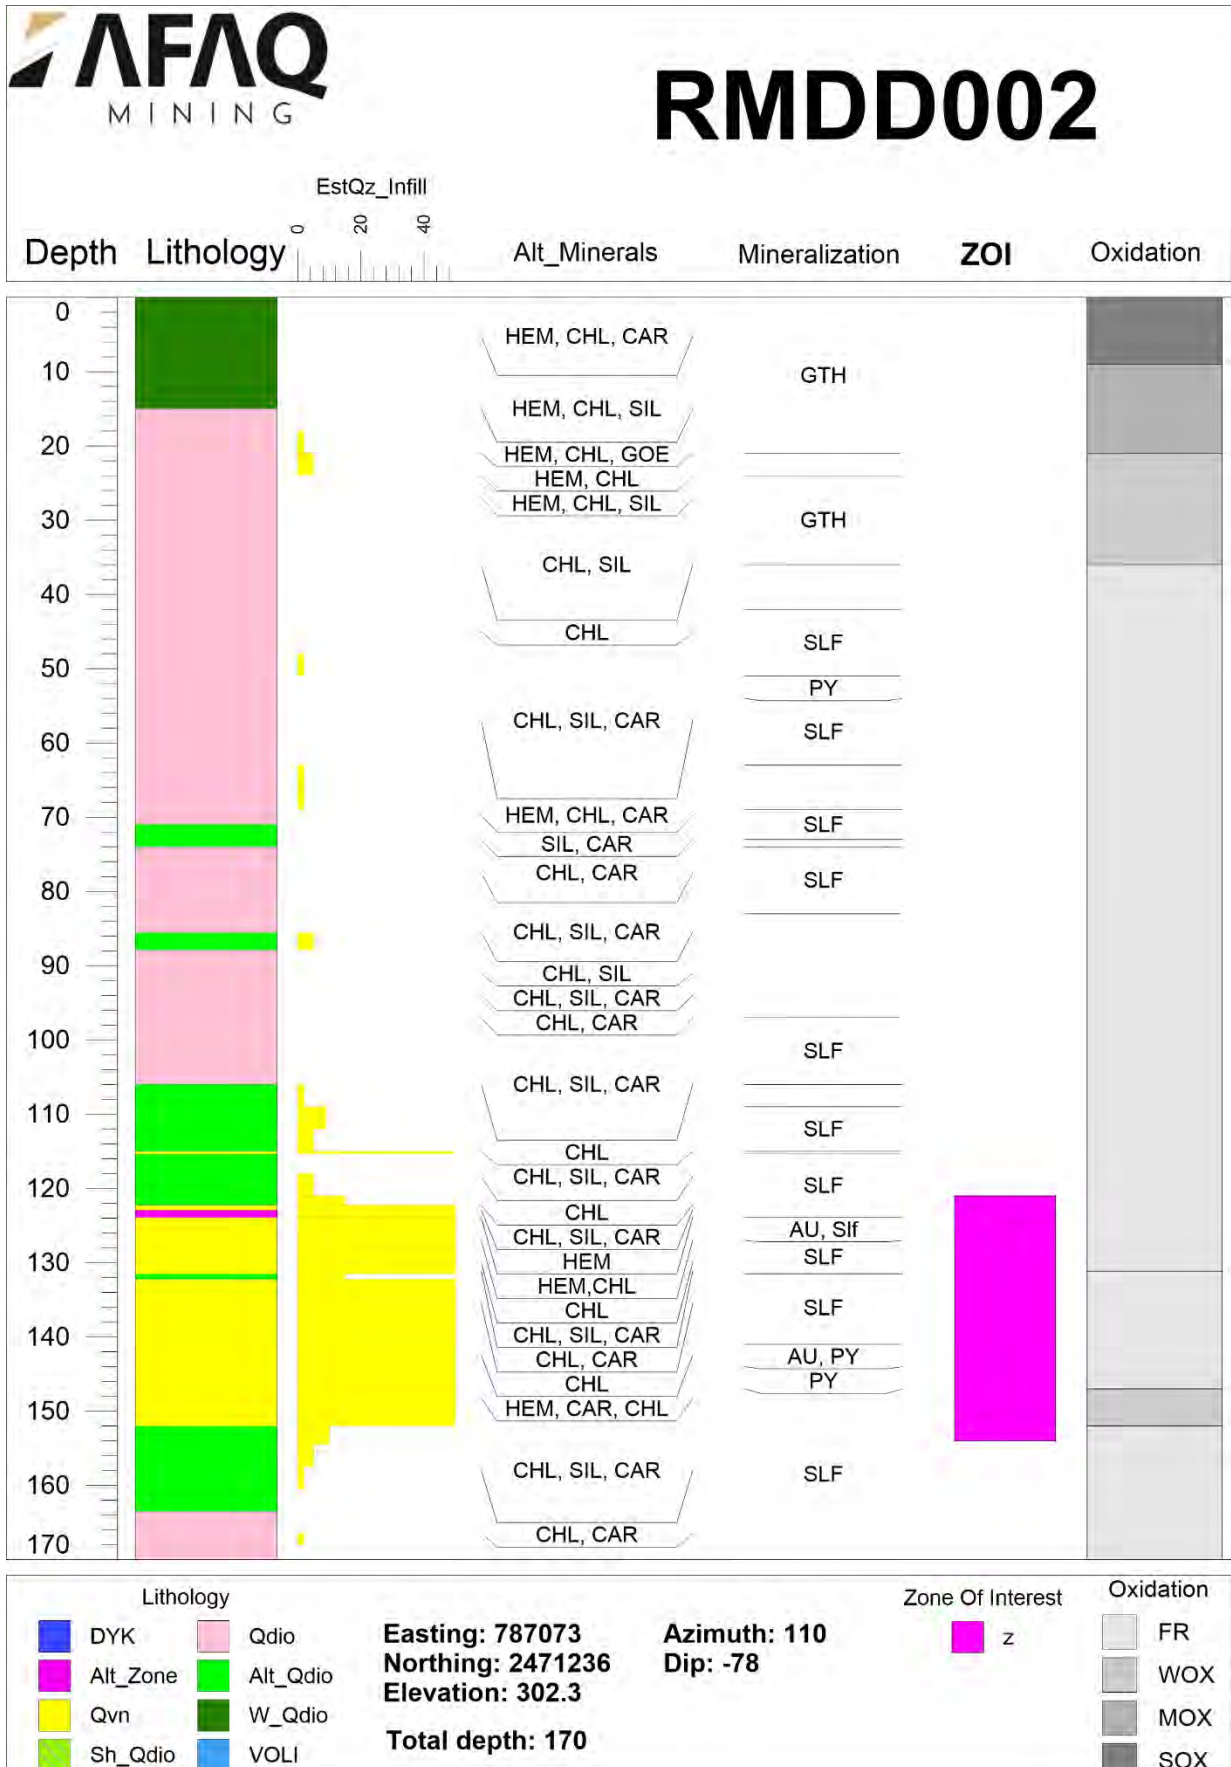 AFAQ
MINING
RMDD002
EstQz_Infill
0 20 40
Depth Lithology Alt_Minerals Mineralization ZOI Oxidation
0
HEM, CHL, CAR
10
GTH
HEM, CHL, SIL
20
HEM, CHL, GOE
HEM, CHL
HEM, CHL, SIL
30
GTH
CHL, SIL
40
CHL
SLF
50
PY
CHL, SIL, CAR
SLF
60
70
HEM, CHL, CAR
SLF
SIL, CAR
CHL, CAR
SLF
80
CHL, SIL, CAR
90
CHL, SIL
CHL, SIL, CAR
CHL, CAR
100
SLF
CHL, SIL, CAR
110
SLF
CHL
CHL, SIL, CAR
SLF
120
CHL
AU, Slf
CHL, SIL, CAR
SLF
130
HEM
HEM,CHL
SLF
CHL
CHL, SIL, CAR
140
CHL, CAR
AU, PY
CHL
PY
HEM, CAR, CHL
150
CHL, SIL, CAR
SLF
160
CHL, CAR
170
Lithology
DYK
Qdio
Alt_Zone
Alt_Qdio
Qvn
W_Qdio
Sh_Qdio
VOLI
Easting: 787073
Northing: 2471236
Elevation: 302.3
Total depth: 170
Azimuth: 110
Dip: -78
Zone Of Interest
z
Oxidation
FR
WOX
MOX
SOX